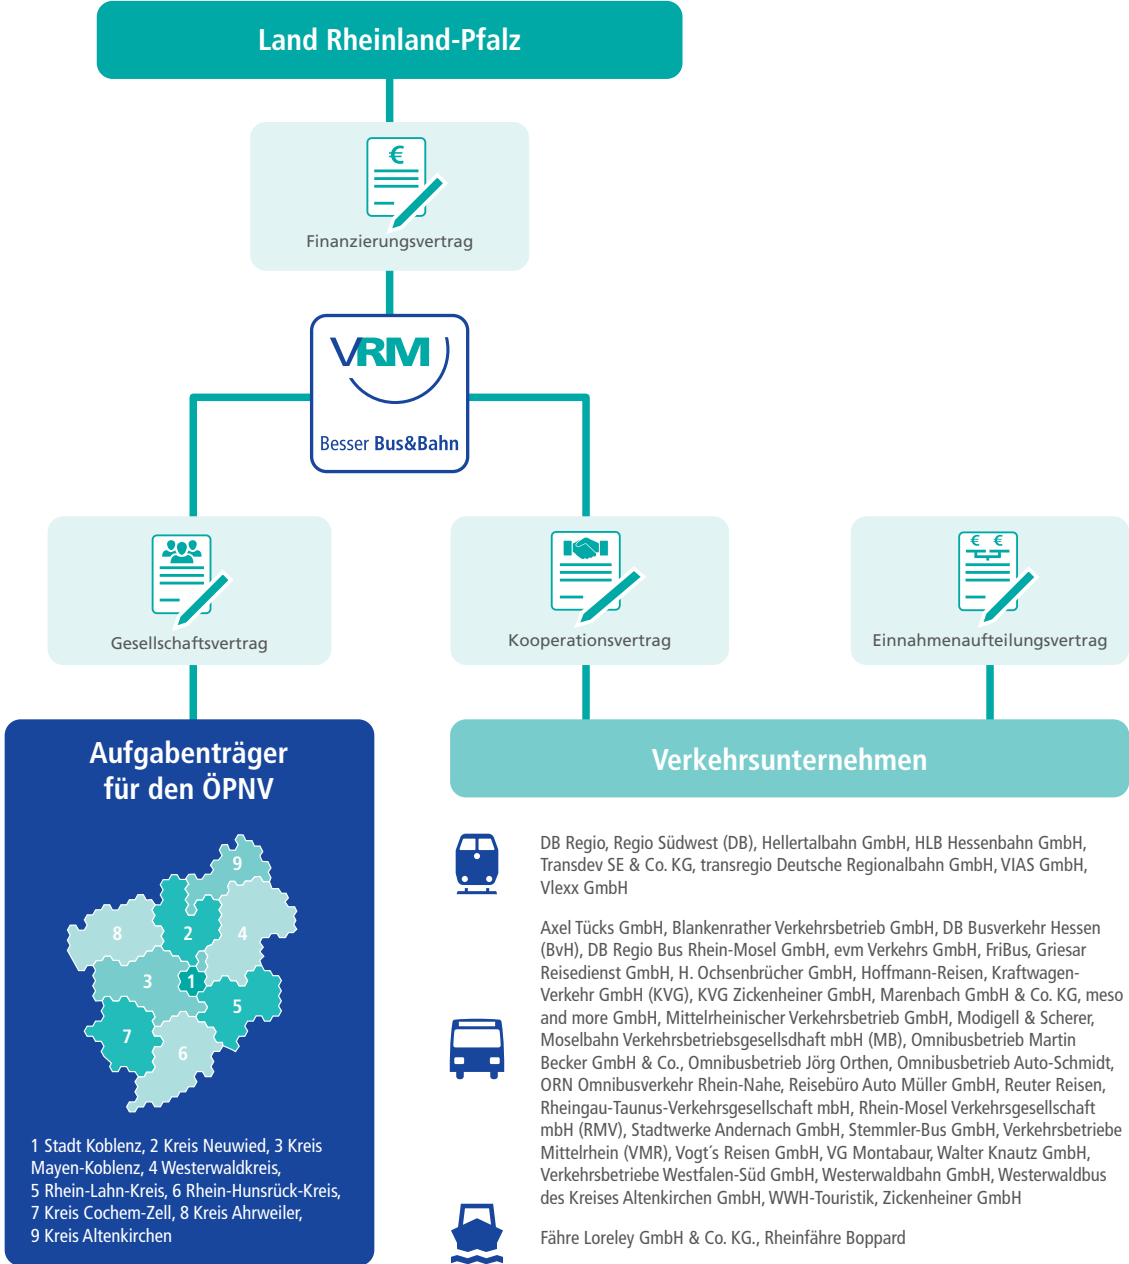 Land Rheinland-Pfalz
€
Finanzierungsvertrag
VRM
Besser Bus&Bahn
Gesellschaftsvertrag
Kooperationsvertrag
€ €
Einnahmenaufteilungsvertrag
Aufgabenträger
für den ÖPNV
9
8
2
4
3
1
5
7
6
1 Stadt Koblenz, 2 Kreis Neuwied, 3 Kreis
Mayen-Koblenz, 4 Westerwaldkreis,
5 Rhein-Lahn-Kreis, 6 Rhein-Hunsrück-Kreis,
7 Kreis Cochem-Zell, 8 Kreis Ahrweiler,
9 Kreis Altenkirchen
Verkehrsunternehmen
DB Regio, Regio Südwest (DB), Hellertalbahn GmbH, HLB Hessenbahn GmbH,
Transdev SE & Co. KG, transregio Deutsche Regionalbahn GmbH, VIAS GmbH,
Vlexx GmbH
Axel Tücks GmbH, Blankenrather Verkehrsbetrieb GmbH, DB Busverkehr Hessen
(BvH), DB Regio Bus Rhein-Mosel GmbH, evm Verkehrs GmbH, FriBus, Griesar
Reisedienst GmbH, H. Ochsenbrücher GmbH, Hoffmann-Reisen, Kraftwagen-
Verkehr GmbH (KVG), KVG Zickenheiner GmbH, Marenbach GmbH & Co. KG, meso
and more GmbH, Mittelrheinischer Verkehrsbetrieb GmbH, Modigell & Scherer,
Moselbahn Verkehrsbetriebsgesellsdhaft mbH (MB), Omnibusbetrieb Martin
Becker GmbH & Co., Omnibusbetrieb Jörg Orthen, Omnibusbetrieb Auto-Schmidt,
ORN Omnibusverkehr Rhein-Nahe, Reisebüro Auto Müller GmbH, Reuter Reisen,
Rheingau-Taunus-Verkehrsgesellschaft mbH, Rhein-Mosel Verkehrsgesellschaft
mbH (RMV), Stadtwerke Andernach GmbH, Stemmler-Bus GmbH, Verkehrsbetriebe
Mittelrhein (VMR), Vogt´s Reisen GmbH, VG Montabaur, Walter Knautz GmbH,
Verkehrsbetriebe Westfalen-Süd GmbH, Westerwaldbahn GmbH, Westerwaldbus
des Kreises Altenkirchen GmbH, WWH-Touristik, Zickenheiner GmbH
Fähre Loreley GmbH & Co. KG., Rheinfähre Boppard